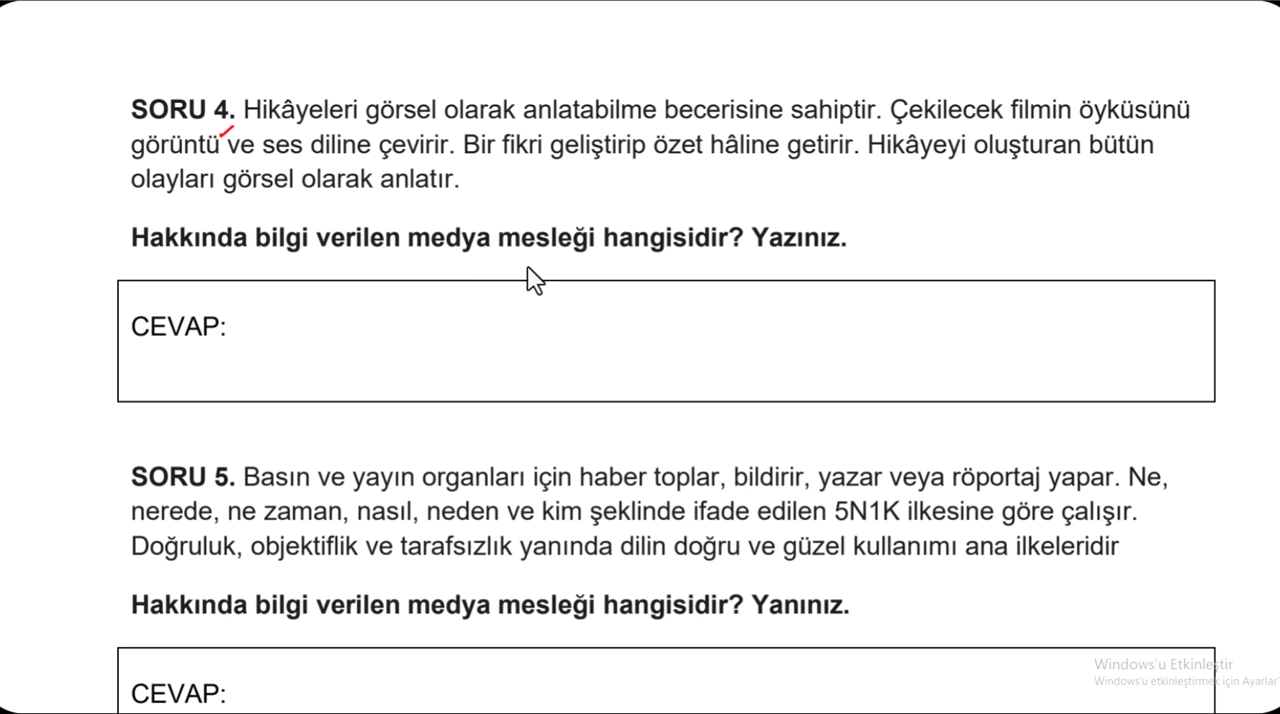 SORU 4. Hikâyeleri görsel olarak anlatabilme becerisine sahiptir. Çekilecek filmin öyküsünü
görüntü ve ses diline çevirir. Bir fikri geliştirip özet hâline getirir. Hikâyeyi oluşturan bütün
olayları görsel olarak anlatır.
Hakkında bilgi verilen medya mesleği hangisidir? Yazınız.
CEVAP:
SORU 5. Basın ve yayın organları için haber toplar, bildirir, yazar veya röportaj yapar. Ne,
nerede, ne zaman, nasıl, neden ve kim şeklinde ifade edilen 5N1K ilkesine göre çalışır.
Doğruluk, objektiflik ve tarafsızlık yanında dilin doğru ve güzel kullanımı ana ilkeleridir
Hakkında bilgi verilen medya mesleği hangisidir? Yanınız.
Windows'u Etkinleştir
Windows'u etkinleştirmek için Ayarlar'
CEVAP: